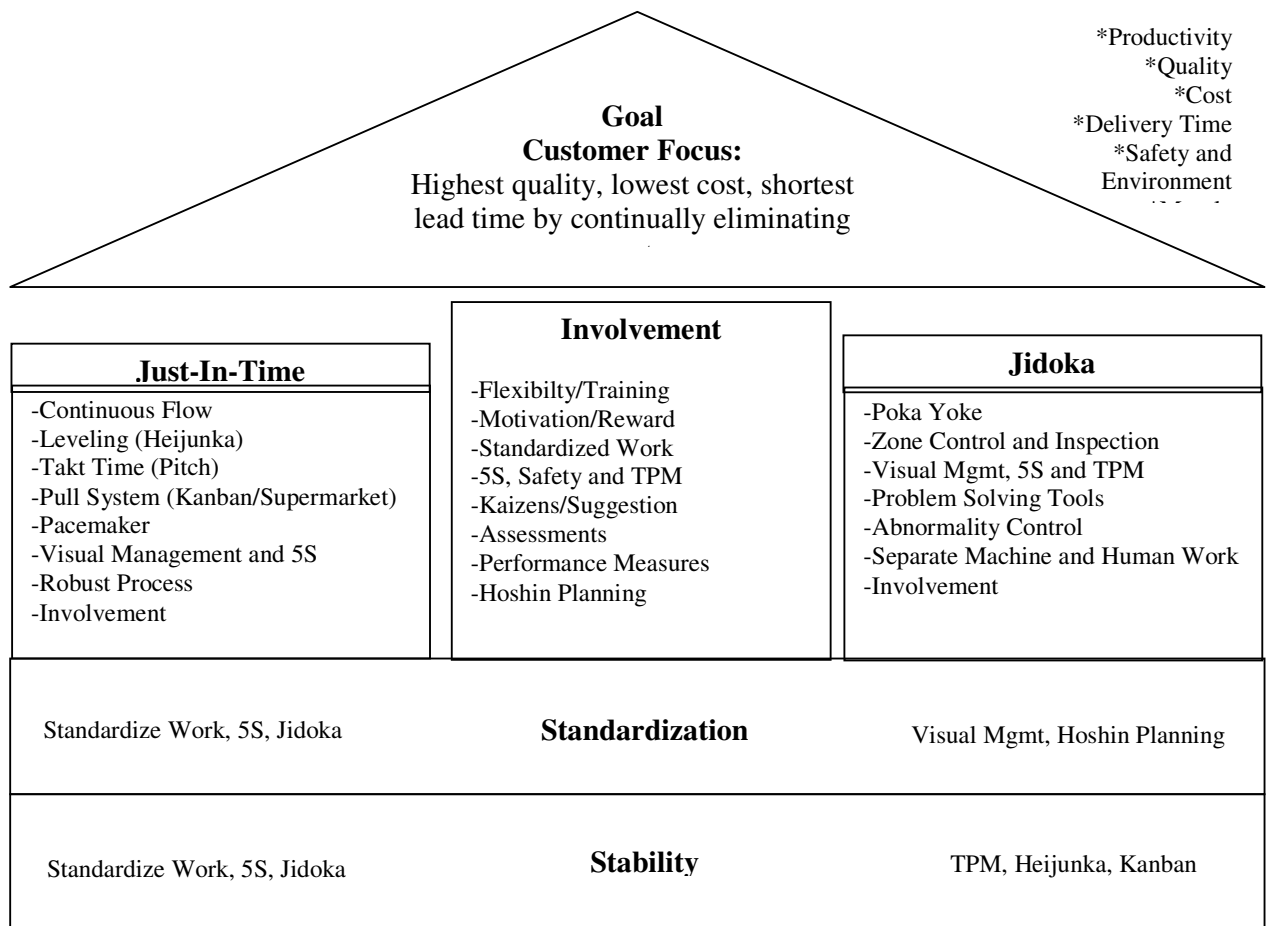 *Productivity
*Quality
*Cost
*Delivery Time
*Safety and
Environment
Goal
Customer Focus:
Highest quality, lowest cost, shortest
lead time by continually eliminating
Just-In-Time
-Continuous Flow
-Leveling (Heijunka)
-Takt Time (Pitch)
-Pull System (Kanban/Supermarket)
-Pacemaker
-Visual Management and 5S
-Robust Process
-Involvement
Involvement
-Flexibilty/Training
-Motivation/Reward
-Standardized Work
-5S, Safety and TPM
-Kaizens/Suggestion
-Assessments
-Performance Measures
-Hoshin Planning
Jidoka
-Poka Yoke
-Zone Control and Inspection
-Visual Mgmt, 5S and TPM
-Problem Solving Tools
-Abnormality Control
-Separate Machine and Human Work
-Involvement
Standardize Work, 5S, Jidoka
Standardization
Visual Mgmt, Hoshin Planning
Standardize Work, 5S, Jidoka
Stability
TPM, Heijunka, Kanban